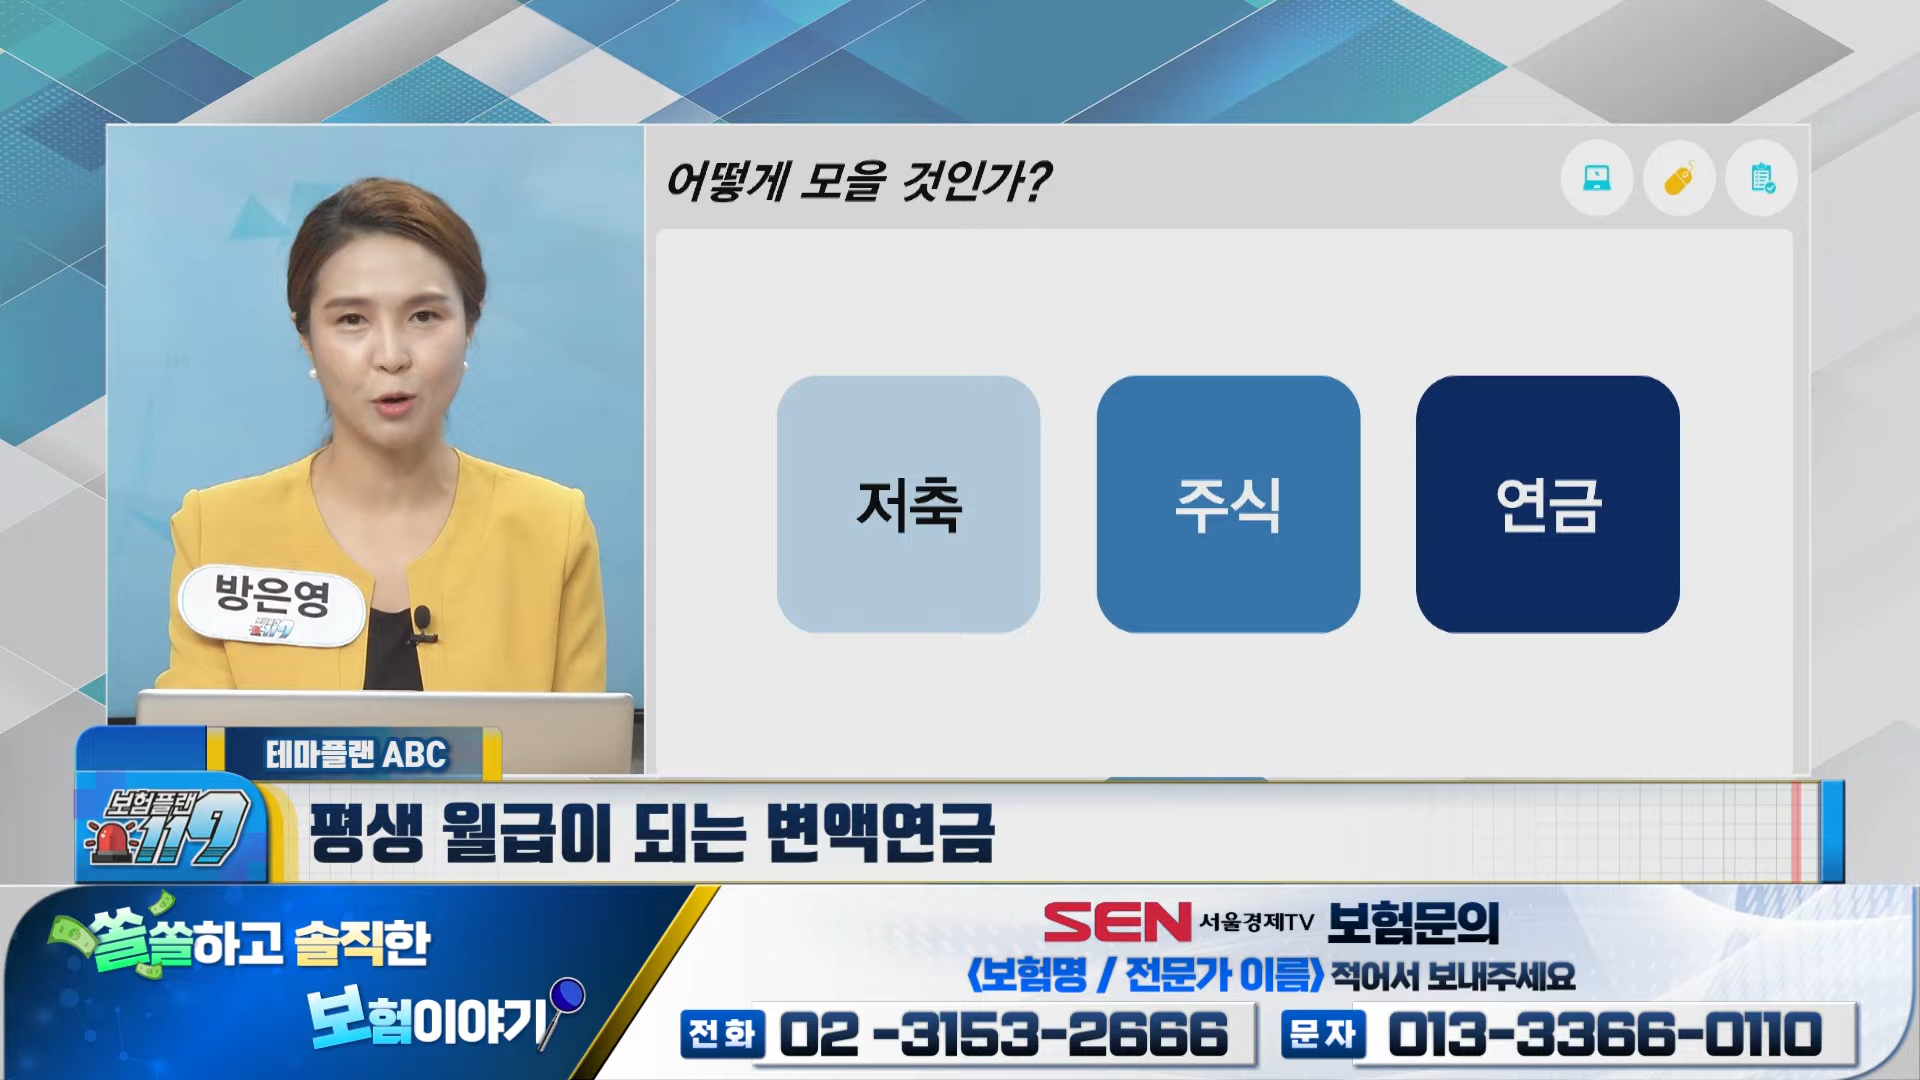 어떻게 모을 것인가?
저축
주식
연금
방은영
테마플랜 ABC
보험플랜
119
평생 월급이 되는 변액연금
쏠쏠하고 솔직한
보험이야기
SEN 서울경제TV 보험문의
<보험명 / 전문가 이름> 적어서 보내주세요
전화 02 -3153-2666
문자 013-3366-0110